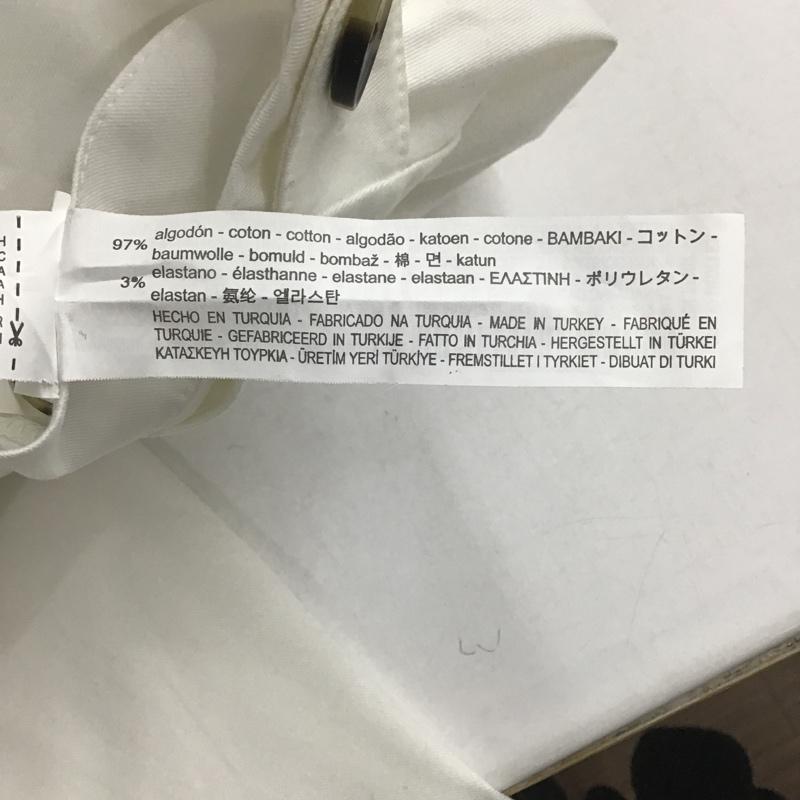 97% algodón - coton - cotton - algodão - katoen - cotone - BAMBAKI - コットン -
baumwolle - bomuld - bombaž - 棉 - 면 - katun
3% elastano - élasthanne - elastane - elastaan - ΕΛΑΣΤΙΝΗ - ポリウレタン -
elastan - 氨纶 - 엘라스탄
HECHO EN TURQUIA - FABRICADO NA TURQUIA - MADE IN TURKEY - FABRIQUÉ EN
TURQUIE - GEFABRICEERD IN TURKIJE - FATTO IN TURCHIA - HERGESTELLT IN TÜRKEI
ΚΑΤΑΣΚΕΥΗ ΤΟΥΡΚΙΑ - ÜRETİM YERİ TÜRKİYE - FREMSTILLET I TYRKIET - DIBUAT DI TURKI